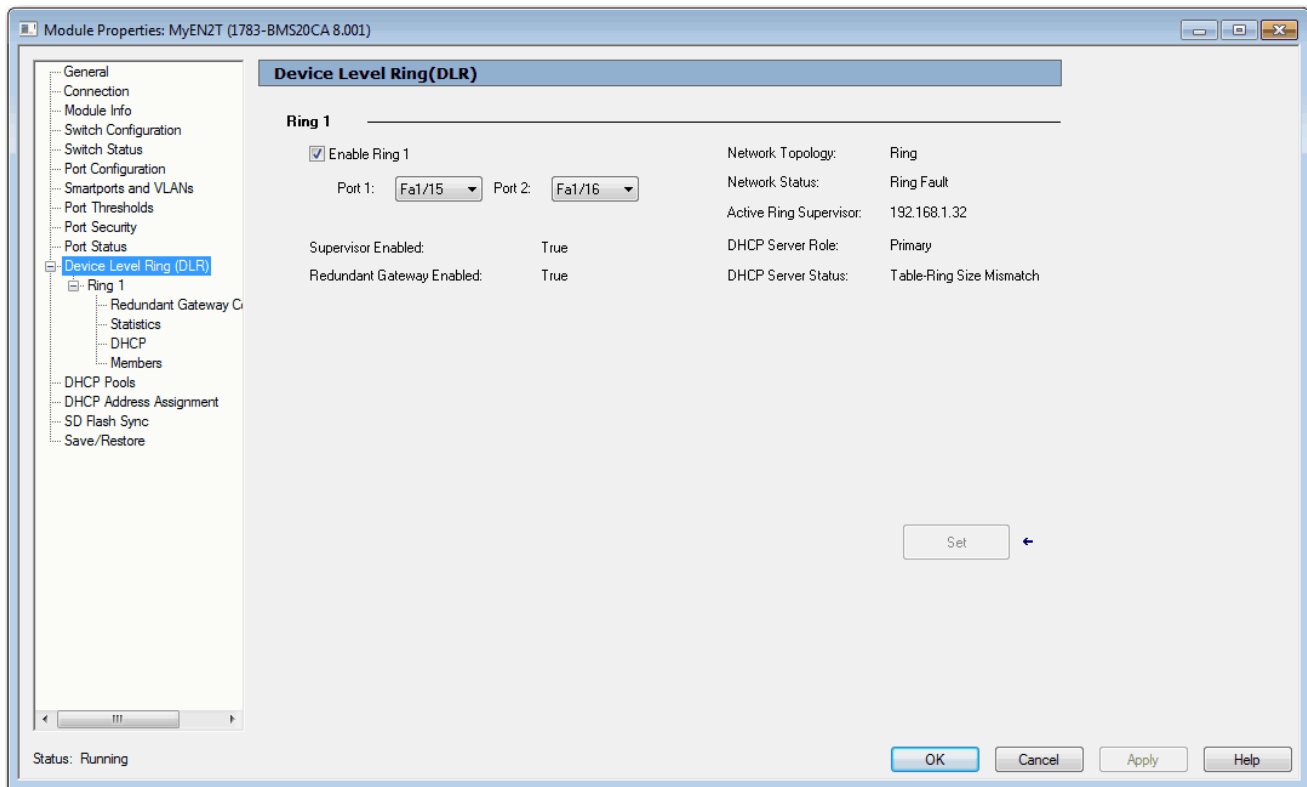 Module Properties: MyEN2T (1783-BMS20CA 8.001)
General
Connection
Module Info
Switch Configuration
Switch Status
Port Configuration
Smartports and VLANs
Port Thresholds
Port Security
Port Status
Device Level Ring (DLR)
Ring 1
Redundant Gateway C
Statistics
DHCP
Members
DHCP Pools
DHCP Address Assignment
SD Flash Sync
Save/Restore
Device Level Ring(DLR)
Ring 1
Enable Ring 1
Port 1: Fa1/15 Port 2: Fa1/16
Supervisor Enabled: True
Redundant Gateway Enabled: True
Network Topology: Ring
Network Status: Ring Fault
Active Ring Supervisor: 192.168.1.32
DHCP Server Role: Primary
DHCP Server Status: Table-Ring Size Mismatch
Set
Status: Running
OK Cancel Apply Help